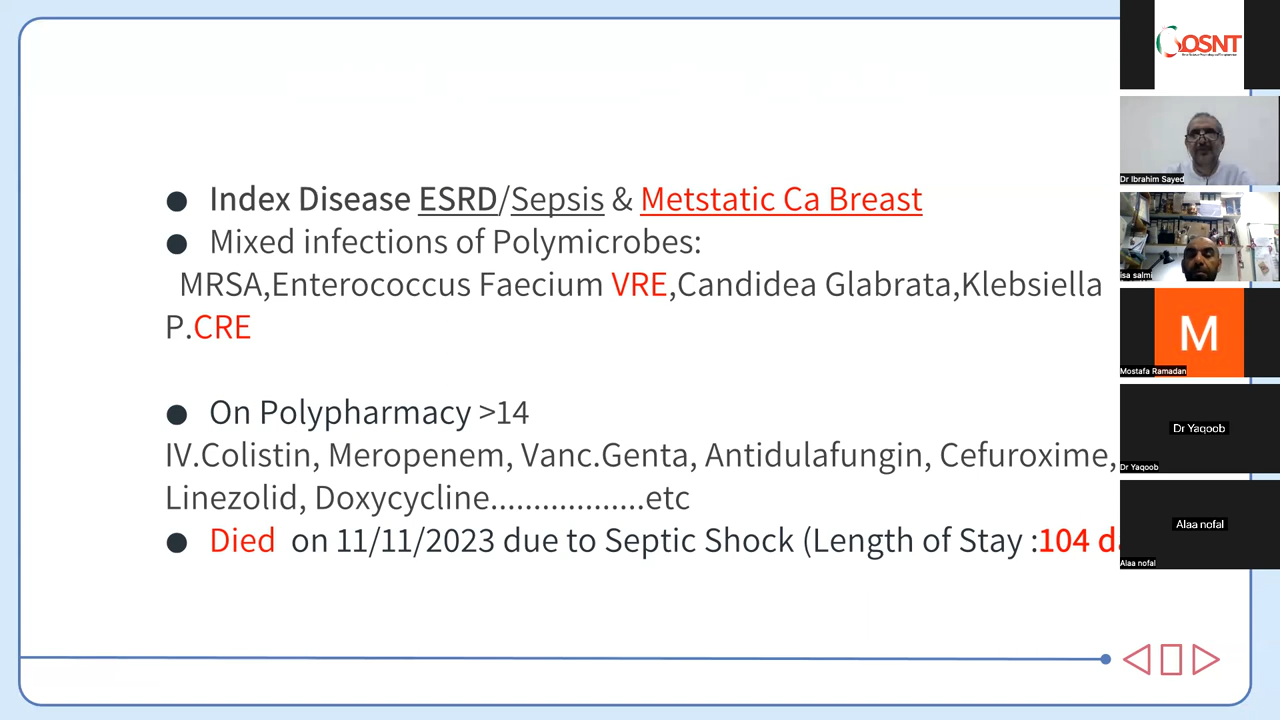 ● Index Disease ESRD/Sepsis & Metstatic Ca Breast
● Mixed infections of Polymicrobes:
MRSA,Enterococcus Faecium VRE,Candidea Glabrata,Klebsiella
P.CRE
● On Polypharmacy >14
IV.Colistin, Meropenem, Vanc.Genta, Antidulafungin, Cefuroxime,
Linezolid, Doxycycline..................etc
● Died on 11/11/2023 due to Septic Shock (Length of Stay :104 d
OSNT
Dr Ibrahim Sayed
isa salmi
M
Mostafa Ramadan
Dr Yaqoob
Dr Yaqoob
Alaa nofal
Alaa nofal